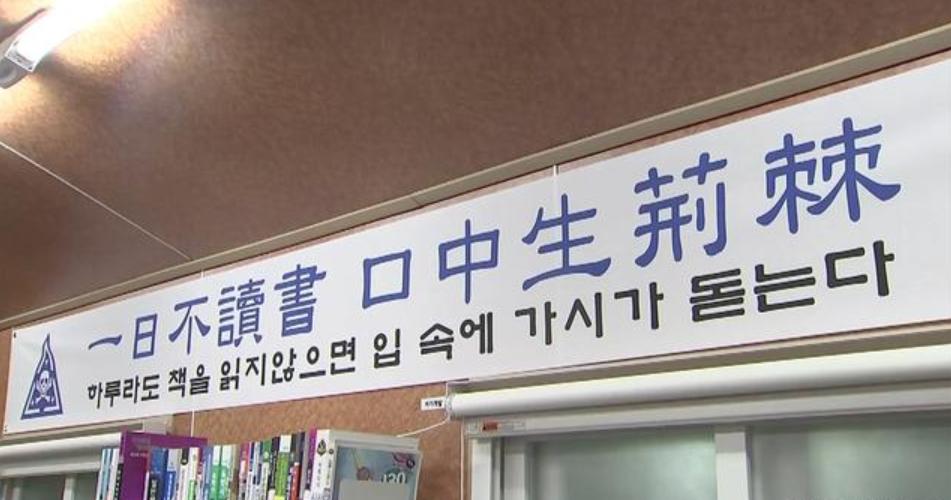 一日不讀書 口中生荊棘
하루라도 책을 읽지않으면 입 속에 가시가 돋는다